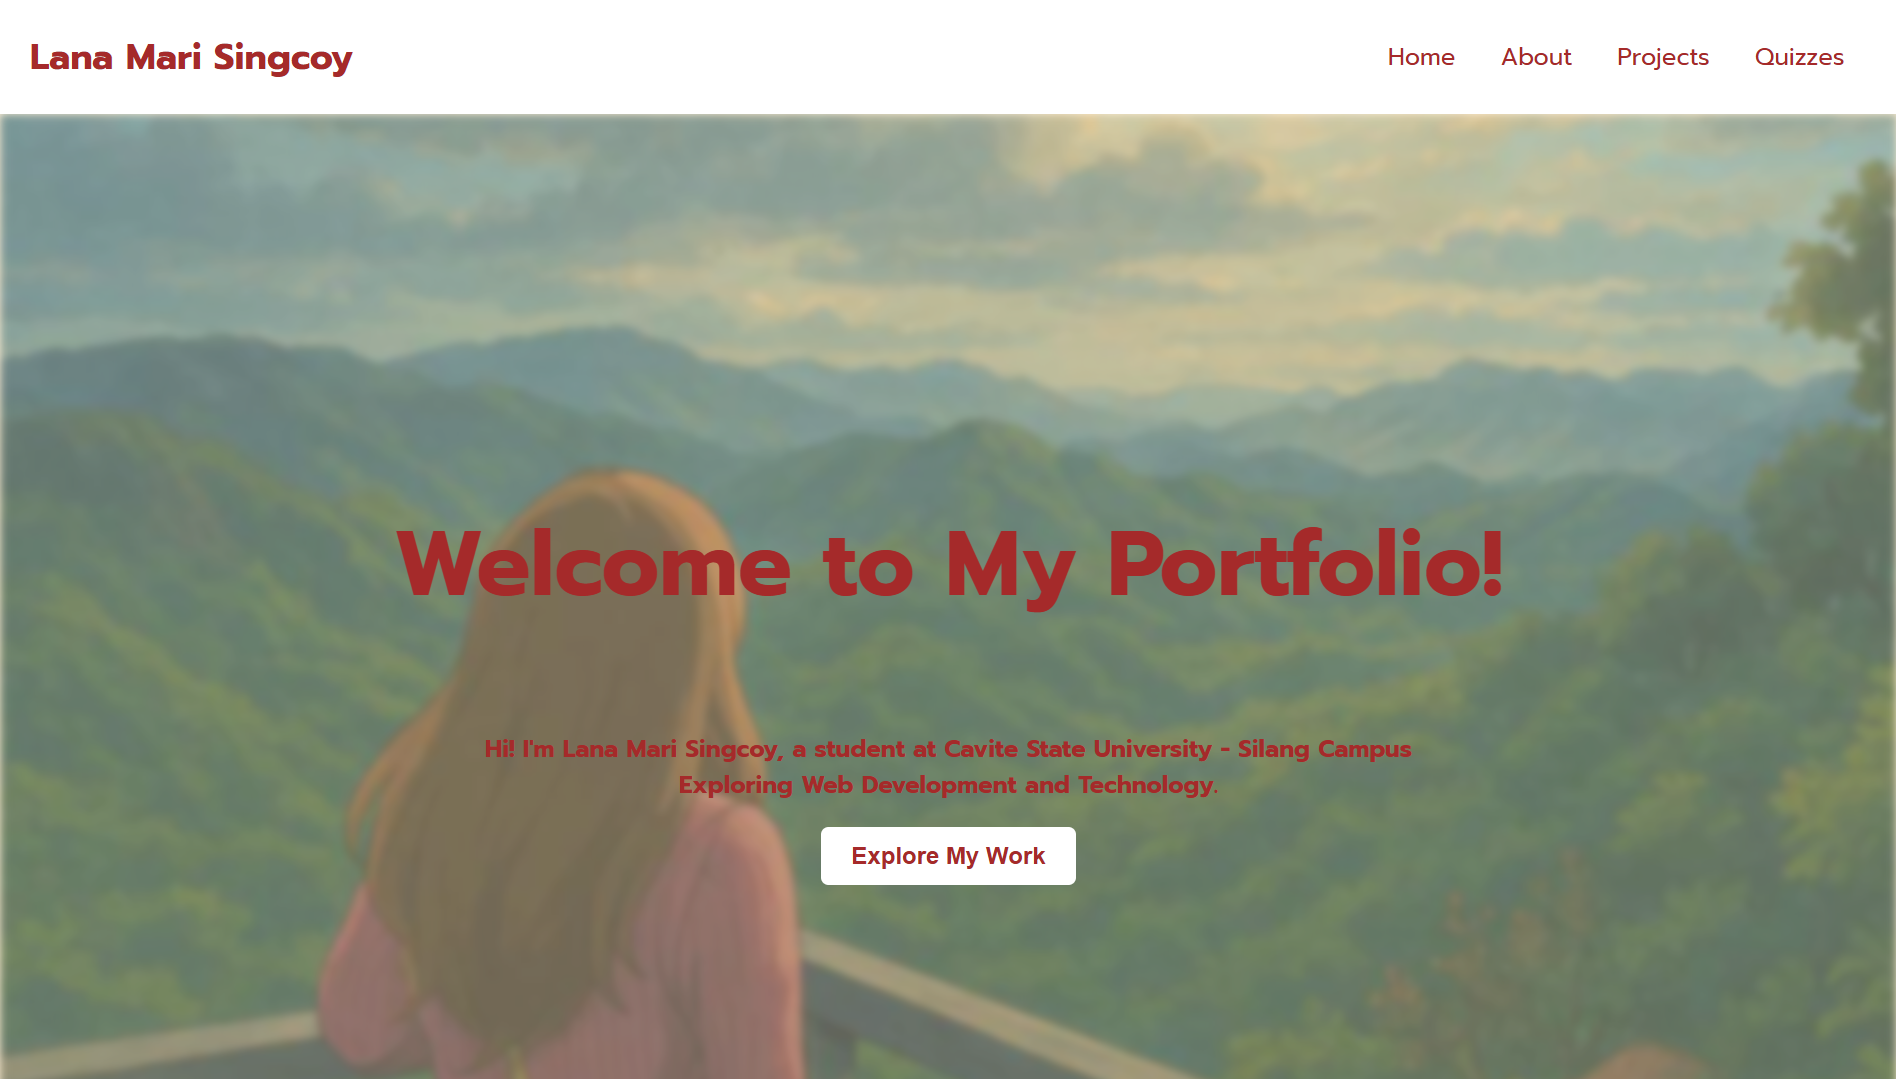 Lana Mari Singcoy
Home About Projects Quizzes
Welcome to My Portfolio!
Hi! I'm Lana Mari Singcoy, a student at Cavite State University - Silang Campus
Exploring Web Development and Technology.
Explore My Work